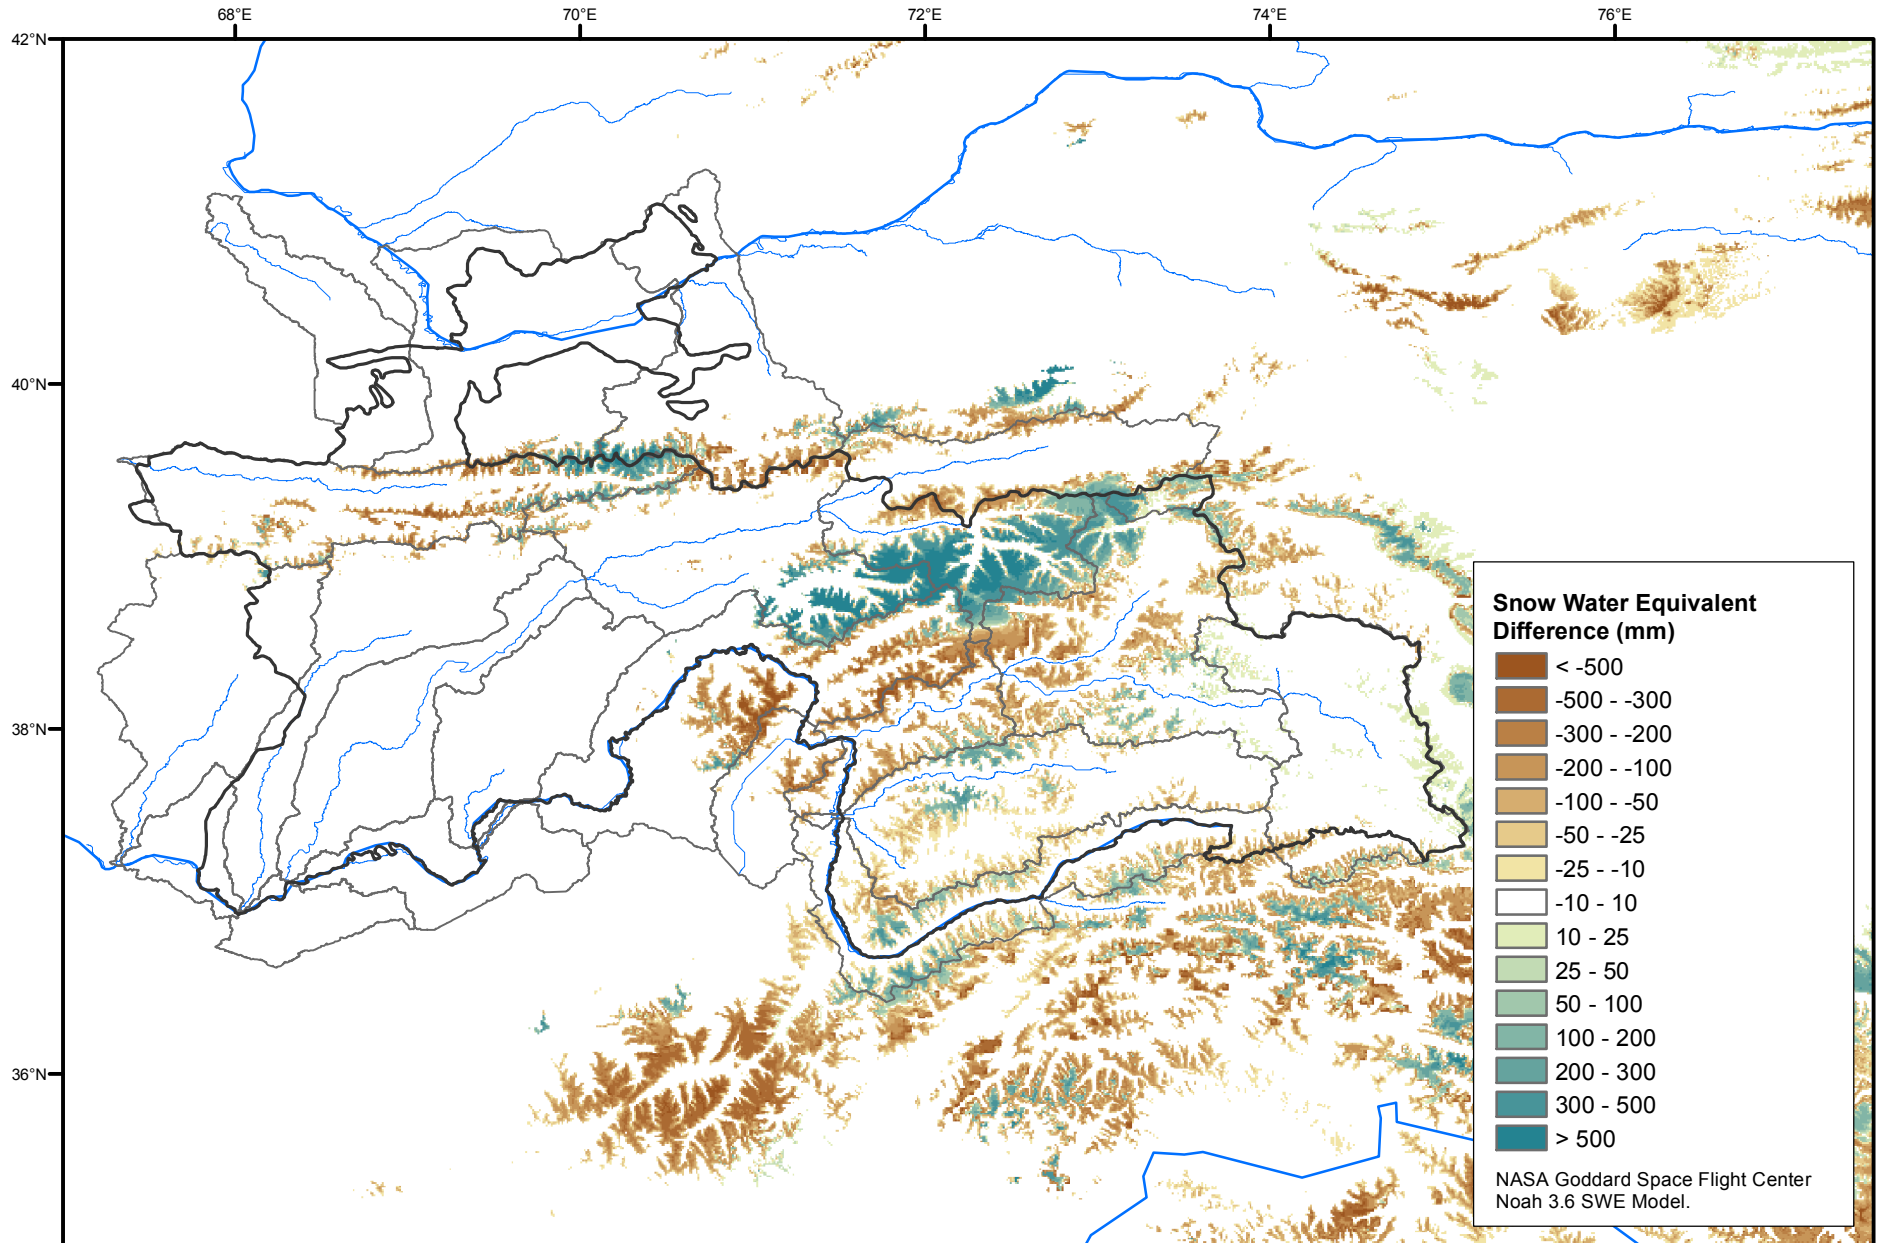 68°E
70°E
72°E
74°E
76°E
42°N
40°N
38°N
36°N
Snow Water Equivalent
Difference (mm)
< -500
-500 - -300
-300 - -200
-200 - -100
-100 - -50
-50 - -25
-25 - -10
-10 - 10
10 - 25
25 - 50
50 - 100
100 - 200
200 - 300
300 - 500
> 500
NASA Goddard Space Flight Center
Noah 3.6 SWE Model.